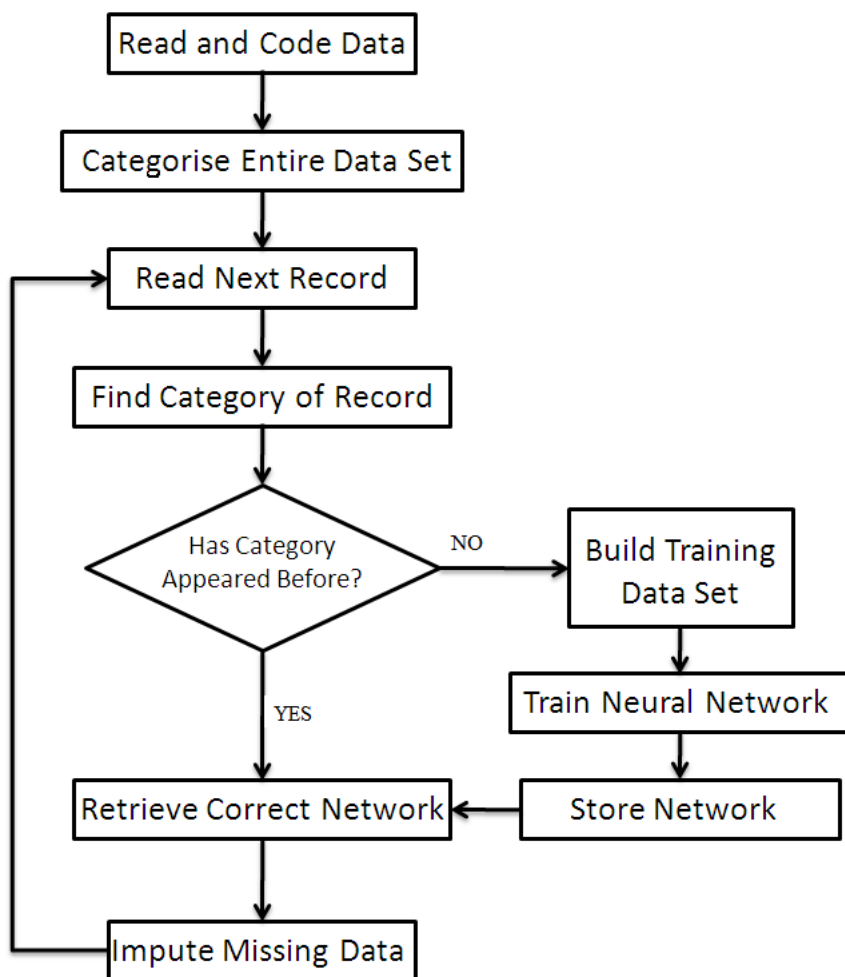 Read and Code Data
Categorise Entire Data Set
Read Next Record
Find Category of Record
Has Category
Appeared Before?
NO
Build Training
Data Set
Train Neural Network
YES
Retrieve Correct Network
Store Network
Impute Missing Data